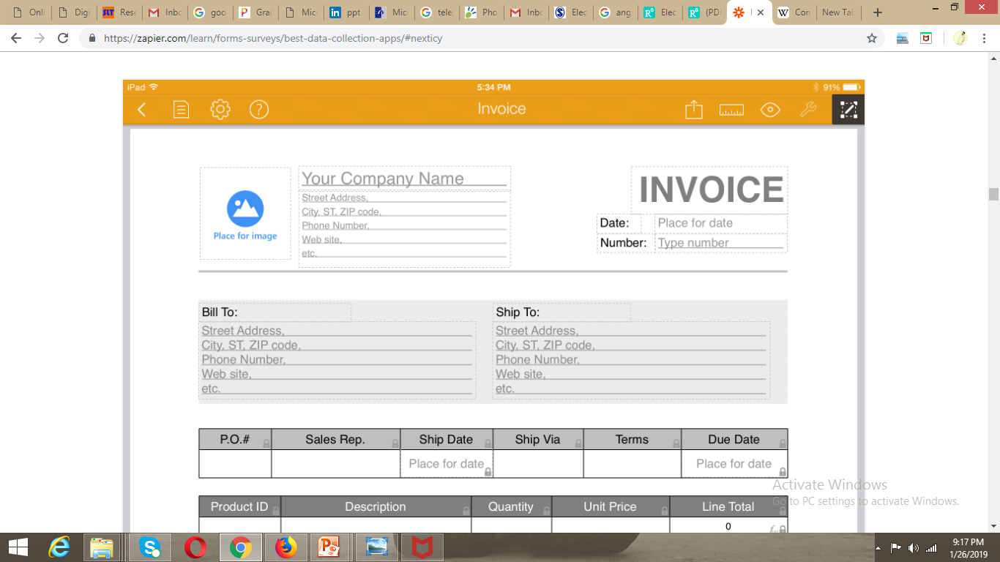 Onli Digi SLT Rese Inbo goo P Grac Mic in ppt Mic tele Pho Inbo S Elec ang R Elec R (PD W Con New Tab
https://zapier.com/learn/forms-surveys/best-data-collection-apps/#nexticy
iPad 5:34 PM 91%
Invoice
Your Company Name
Street Address,
City, ST, ZIP code,
Phone Number,
Web site,
etc.
Place for image
INVOICE
Date: Place for date
Number: Type number
Bill To:
Street Address,
City, ST, ZIP code,
Phone Number,
Web site,
etc.
Ship To:
Street Address,
City, ST, ZIP code,
Phone Number,
Web site,
etc.
P.O.# Sales Rep. Ship Date Ship Via Terms Due Date
Place for date Place for date
Product ID Description Quantity Unit Price Line Total
0
Activate Windows
Go to PC settings to activate Windows.
9:17 PM
1/26/2019